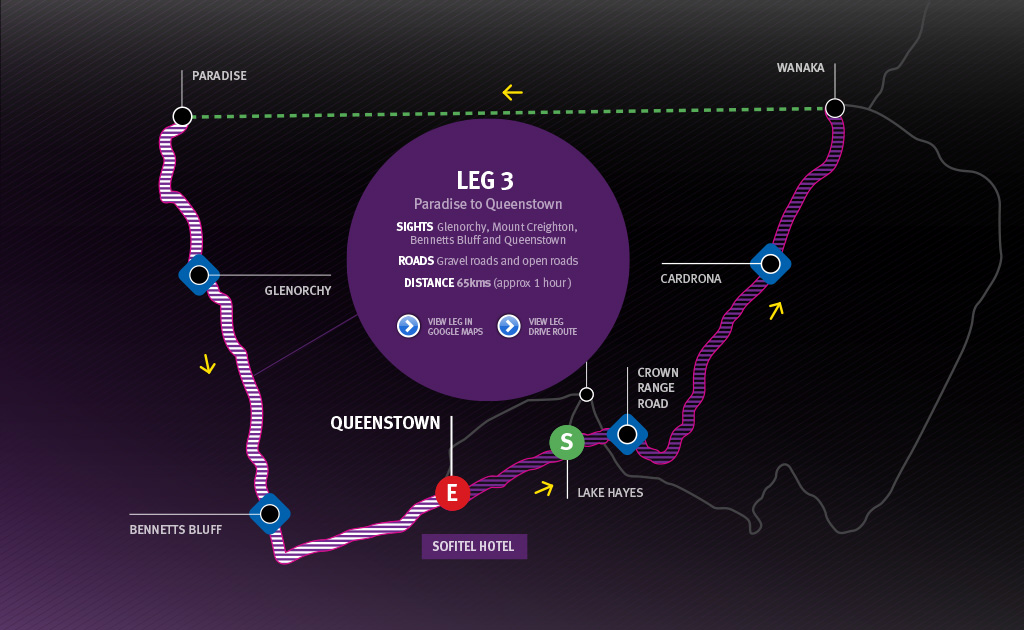 PARADISE
WANAKA
LEG 3
Paradise to Queenstown
SIGHTS Glenorchy, Mount Creighton,
Bennetts Bluff and Queenstown
ROADS Gravel roads and open roads
DISTANCE 65kms (approx 1 hour)
VIEW LEG IN
GOOGLE MAPS
VIEW LEG
DRIVE ROUTE
GLENORCHY
CARDRONA
CROWN
RANGE
ROAD
QUEENSTOWN
S
E
LAKE HAYES
BENNETTS BLUFF
SOFITEL HOTEL